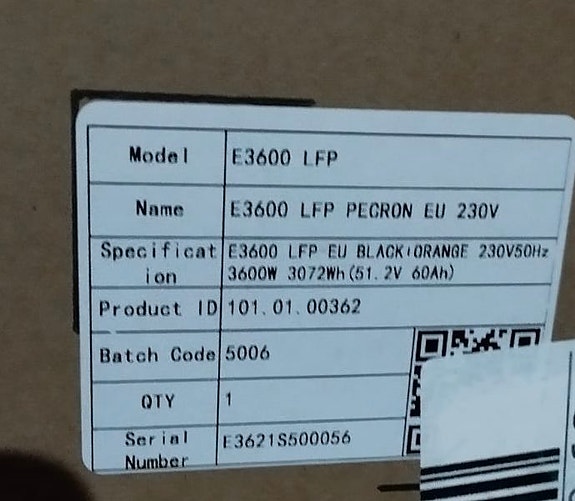 Model E3600 LFP
Name E3600 LFP PECRON EU 230V
Specificat E3600 LFP EU BLACK+ORANGE 230V50Hz
ion 3600W 3072Wh(51.2V 60Ah)
Product ID 101.01.00362
Batch Code 5006
QTY 1
Serial E3621S500056
Number